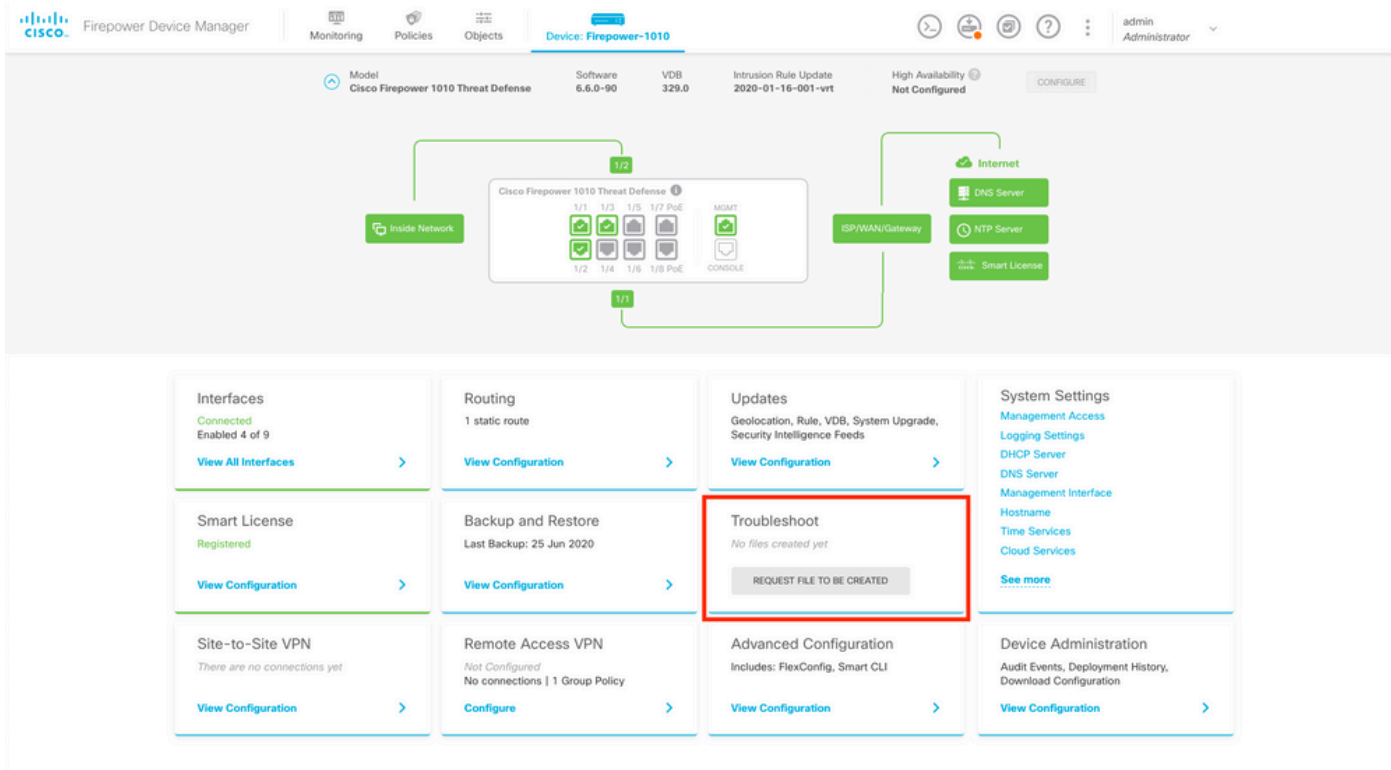 CISCO
Firepower Device Manager
Monitoring
Policies
Objects
Device: Firepower-1010
admin
Administrator
Model
Cisco Firepower 1010 Threat Defense
Software
6.6.0-90
VDB
329.0
Intrusion Rule Update
2020-01-16-001-vrt
High Availability
Not Configured
CONFIGURE
1/2
Internet
Cisco Firepower 1010 Threat Defense
1/1 1/3 1/5 1/7 PoE
MGMT
1/2 1/4 1/6 1/8 PoE
CONSOLE
Inside Network
ISP/WAN/Gateway
DNS Server
NTP Server
Smart License
1/1
Interfaces
Connected
Enabled 4 of 9
View All Interfaces
Routing
1 static route
View Configuration
Updates
Geolocation, Rule, VDB, System Upgrade,
Security Intelligence Feeds
View Configuration
System Settings
Management Access
Logging Settings
DHCP Server
DNS Server
Management Interface
Hostname
Time Services
Cloud Services
See more
Smart License
Registered
View Configuration
Backup and Restore
Last Backup: 25 Jun 2020
View Configuration
Troubleshoot
No files created yet
REQUEST FILE TO BE CREATED
Site-to-Site VPN
There are no connections yet
View Configuration
Remote Access VPN
Not Configured
No connections | 1 Group Policy
Configure
Advanced Configuration
Includes: FlexConfig, Smart CLI
View Configuration
Device Administration
Audit Events, Deployment History,
Download Configuration
View Configuration